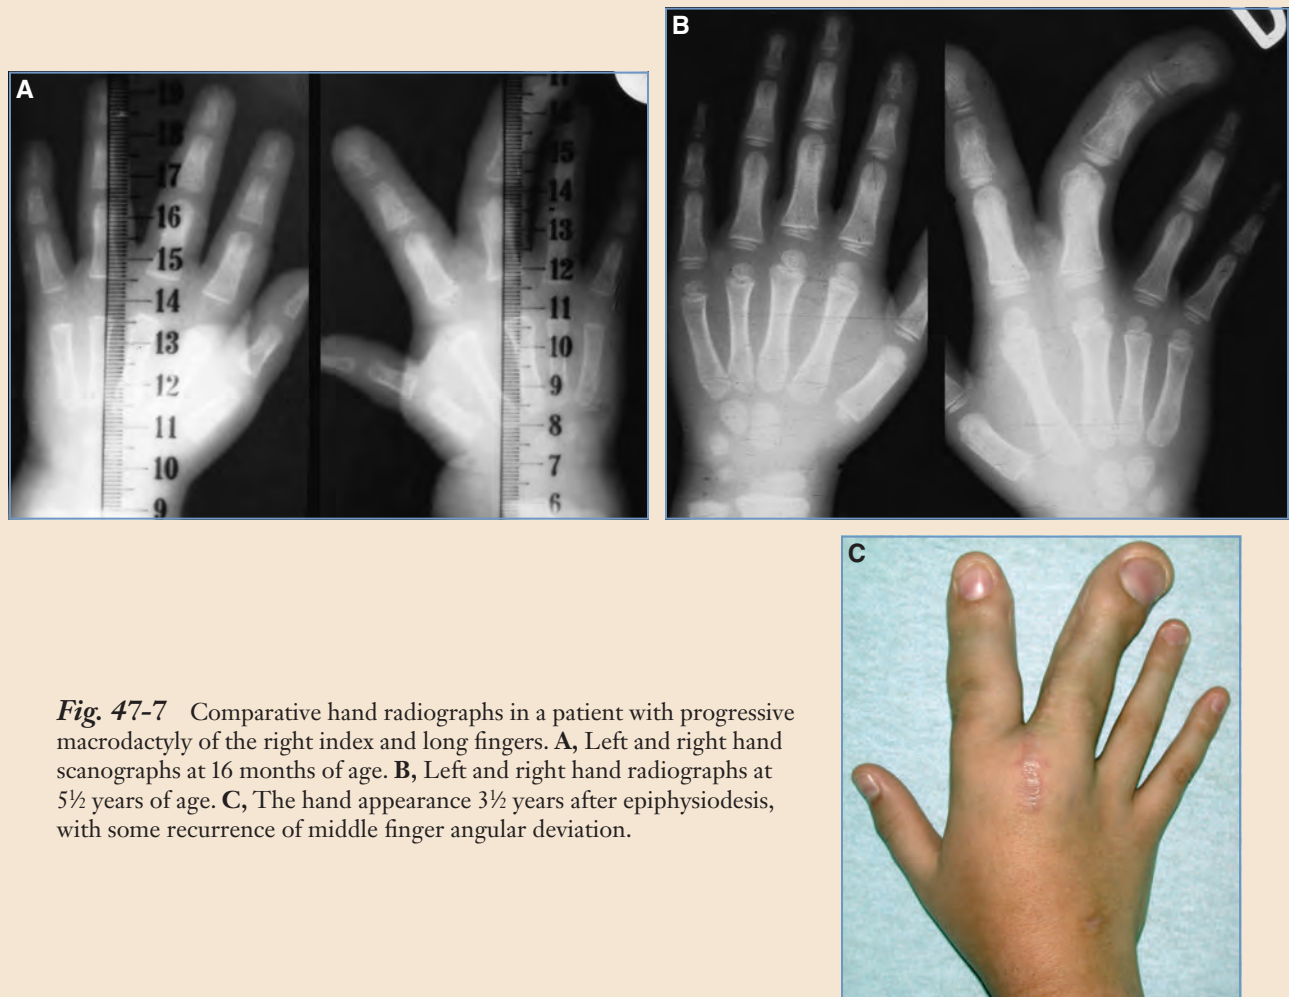 A
19
18
17
16
15
14
13
12
11
10
9
17
16
15
14
13
12
11
10
9
8
7
6
B
D
C
Fig. 47-7 Comparative hand radiographs in a patient with progressive
macrodactyly of the right index and long fingers. A, Left and right hand
scanographs at 16 months of age. B, Left and right hand radiographs at
5½ years of age. C, The hand appearance 3½ years after epiphysiodesis,
with some recurrence of middle finger angular deviation.